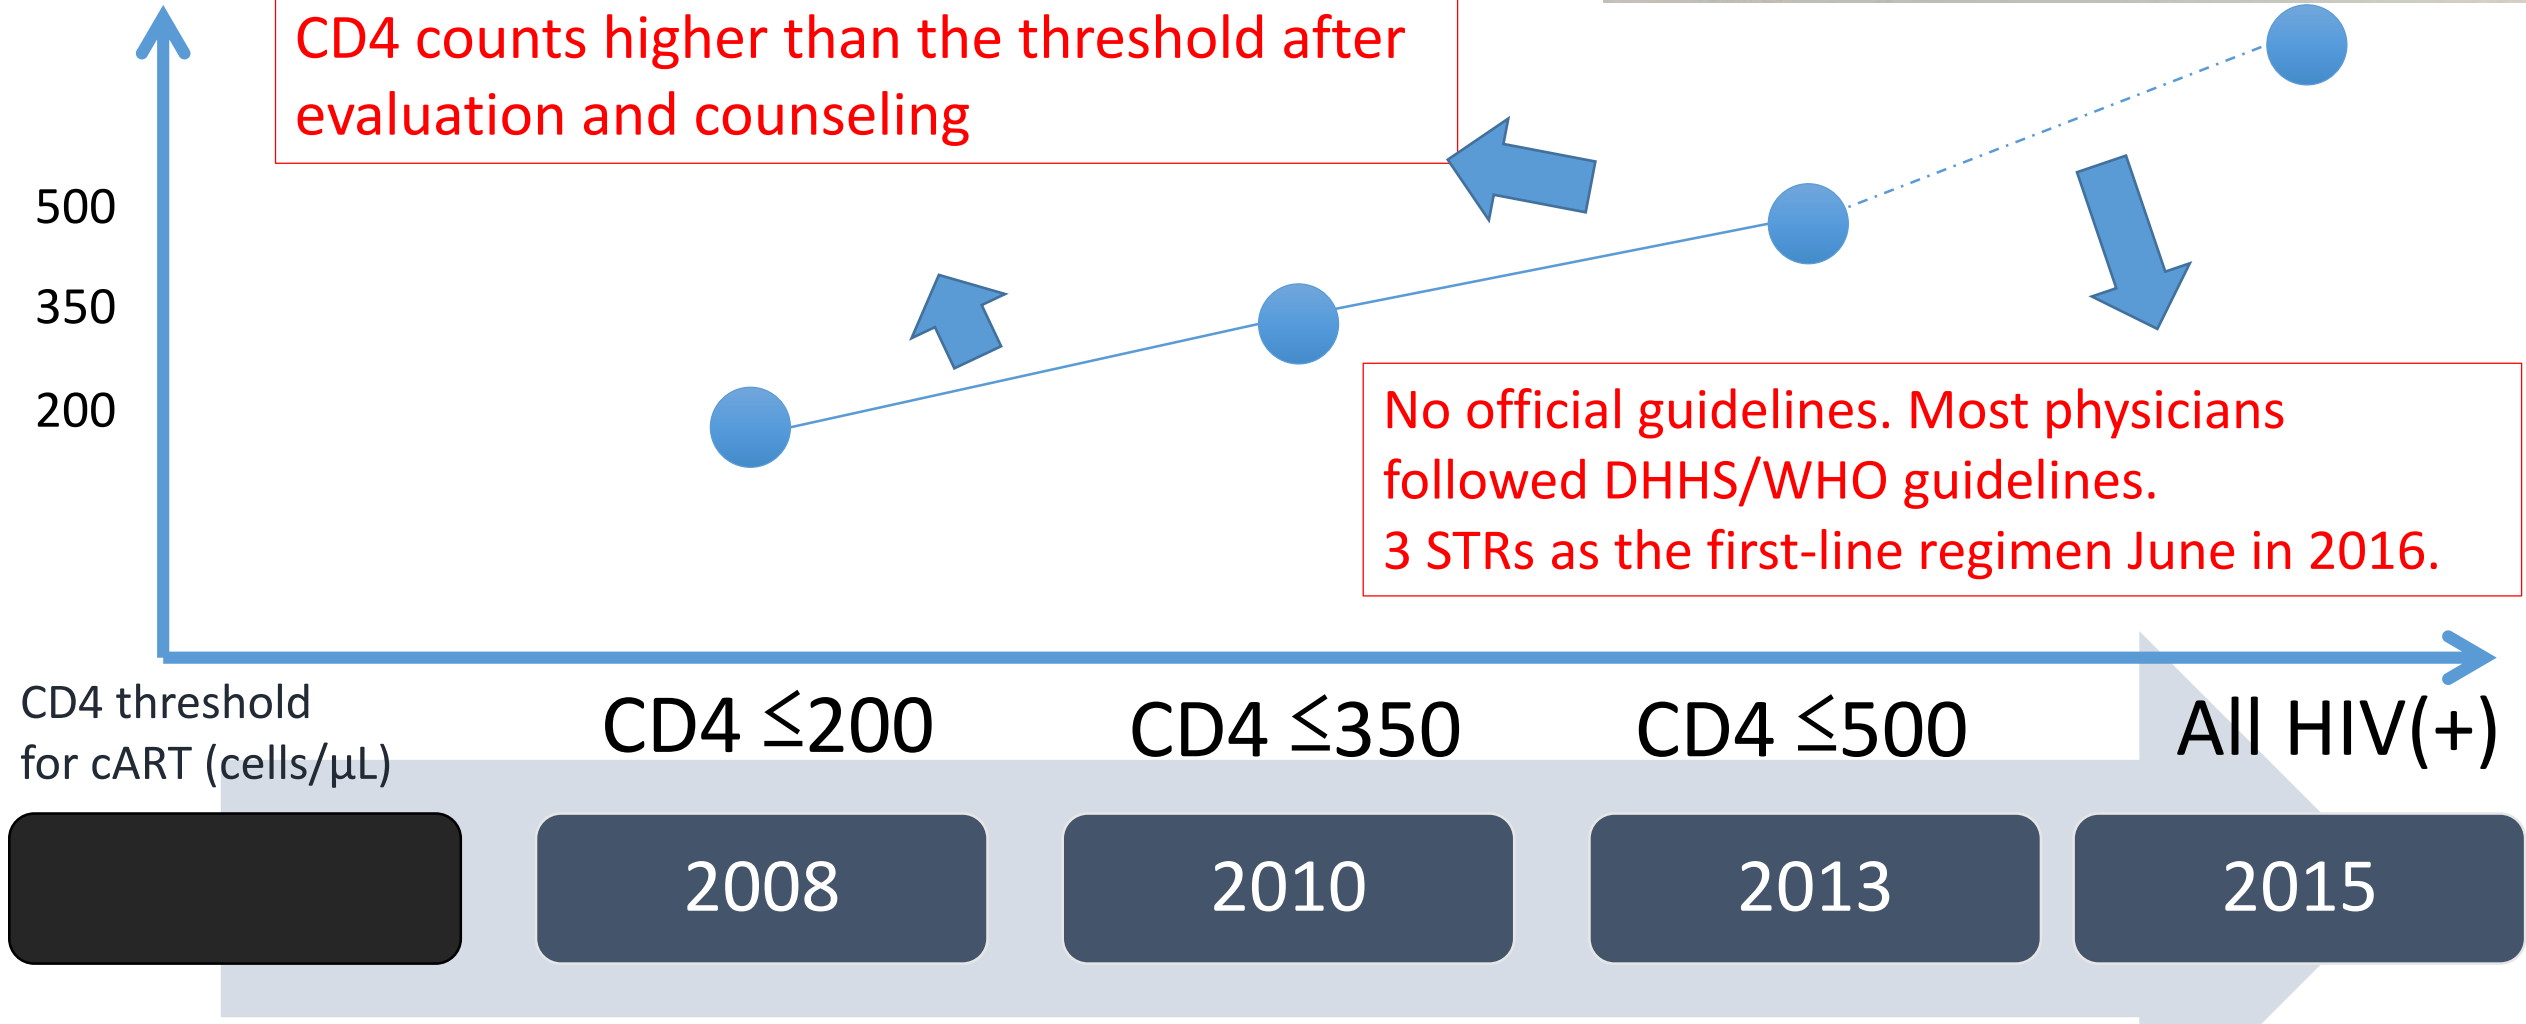 CD4 counts higher than the threshold after
evaluation and counseling
500
350
200
No official guidelines. Most physicians
followed DHHS/WHO guidelines.
3 STRs as the first-line regimen June in 2016.
CD4 threshold
for cART (cells/μL)
CD4 ≤200
CD4 ≤350
CD4 ≤500
All HIV(+)
2008
2010
2013
2015